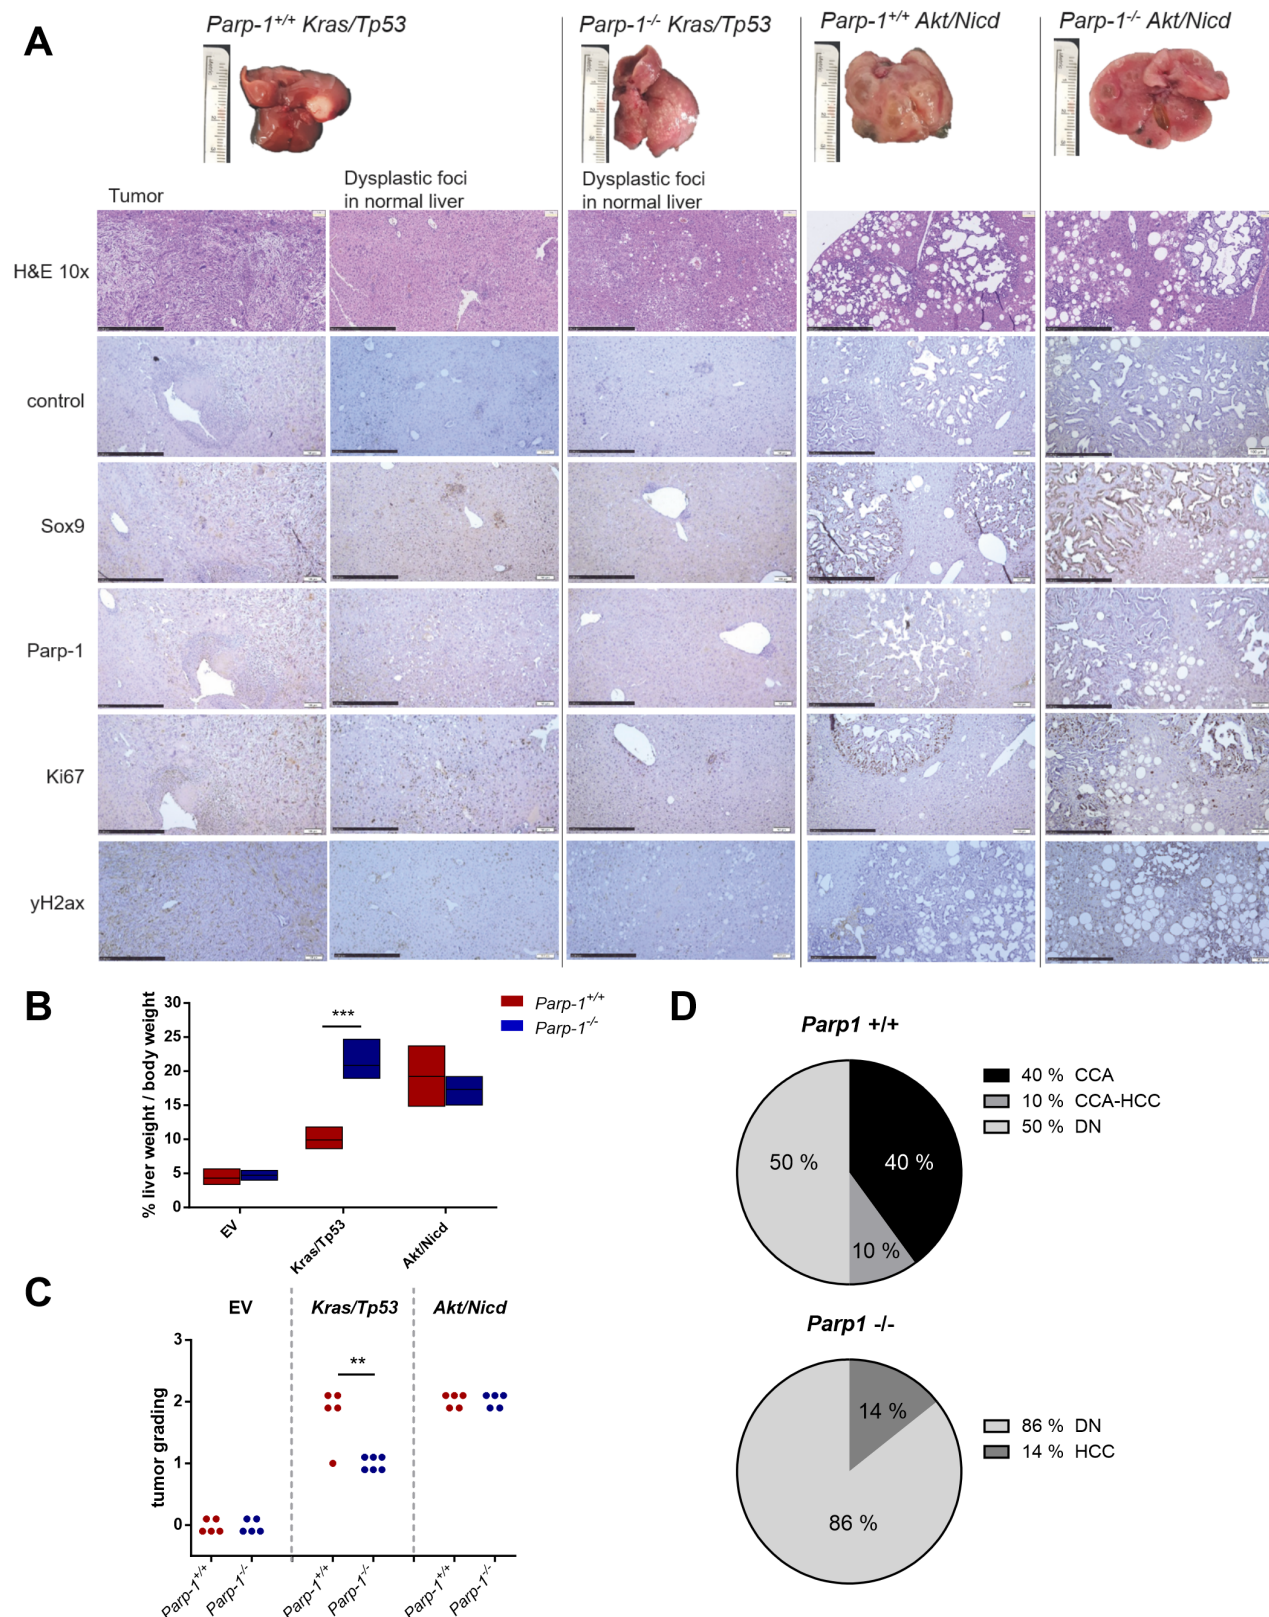 A
Parp-1+/+ Kras/Tp53
Parp-1-/- Kras/Tp53
Parp-1+/+ Akt/Nicd
Parp-1-/- Akt/Nicd
Tumor
Dysplastic foci
in normal liver
Dysplastic foci
in normal liver
H&E 10x
control
Sox9
Parp-1
Ki67
yH2ax
B
% liver weight / body weight
30
25
20
15
10
5
0
***
Parp-1+/+
Parp-1-/-
EV
Kras/Tp53
Akt/Nicd
C
EV
Kras/Tp53
Akt/Nicd
tumor grading
3
2
1
0
**
Parp-1+/+
Parp-1-/-
Parp-1+/+
Parp-1-/-
Parp-1+/+
Parp-1-/-
D
Parp1 +/+
50 %
40 %
10 %
40 % CCA
10 % CCA-HCC
50 % DN
Parp1 -/-
14 %
86 %
86 % DN
14 % HCC